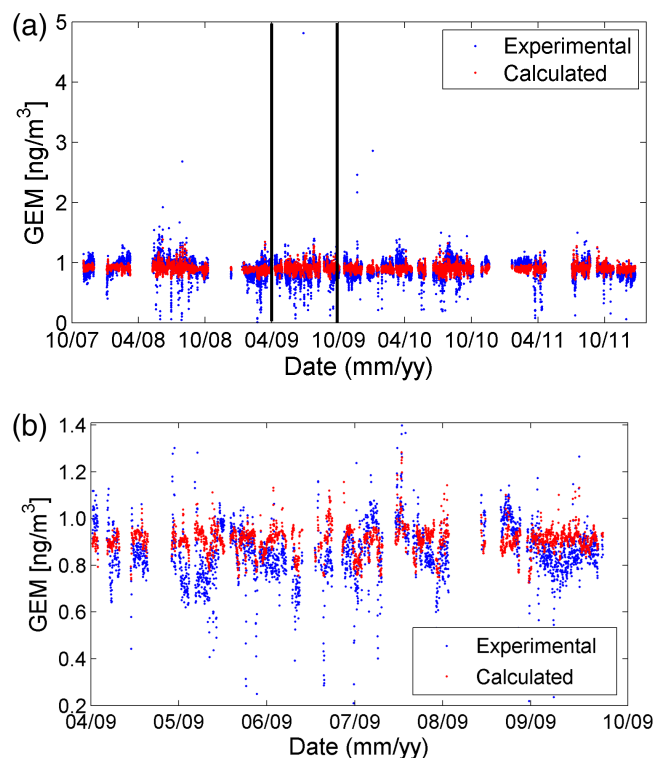 (a)
5
4
3
2
1
0
GEM [ng/m³]
Experimental
Calculated
10/07 04/08 10/08 04/09 10/09 04/10 10/10 04/11 10/11
Date (mm/yy)
(b)
1.4
1.2
1.0
0.8
0.6
0.4
0.2
GEM [ng/m³]
Experimental
Calculated
04/09 05/09 06/09 07/09 08/09 09/09 10/09
Date (mm/yy)